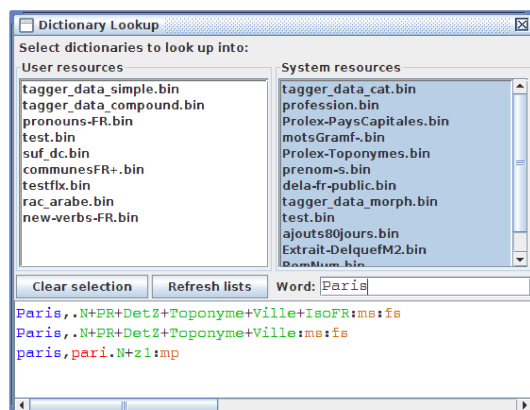 Dictionary Lookup
Select dictionaries to look up into:
User resources
tagger_data_simple.bin
tagger_data_compound.bin
pronouns-FR.bin
test.bin
suf_dc.bin
communesFR+.bin
testflx.bin
rac_arabe.bin
new-verbs-FR.bin
System resources
tagger_data_cat.bin
profession.bin
Prolex-PaysCapitales.bin
motsGramf-.bin
Prolex-Toponymes.bin
prenom-s.bin
dela-fr-public.bin
tagger_data_morph.bin
test.bin
ajouts80jours.bin
Extrait-DelquefM2.bin
RomNum.bin
Clear selection
Refresh lists
Word: Paris
Paris,.N+PR+DetZ+Toponyme+Ville+IsoFR:ms:fs
Paris,.N+PR+DetZ+Toponyme+Ville:ms:fs
paris,pari.N+z1:mp